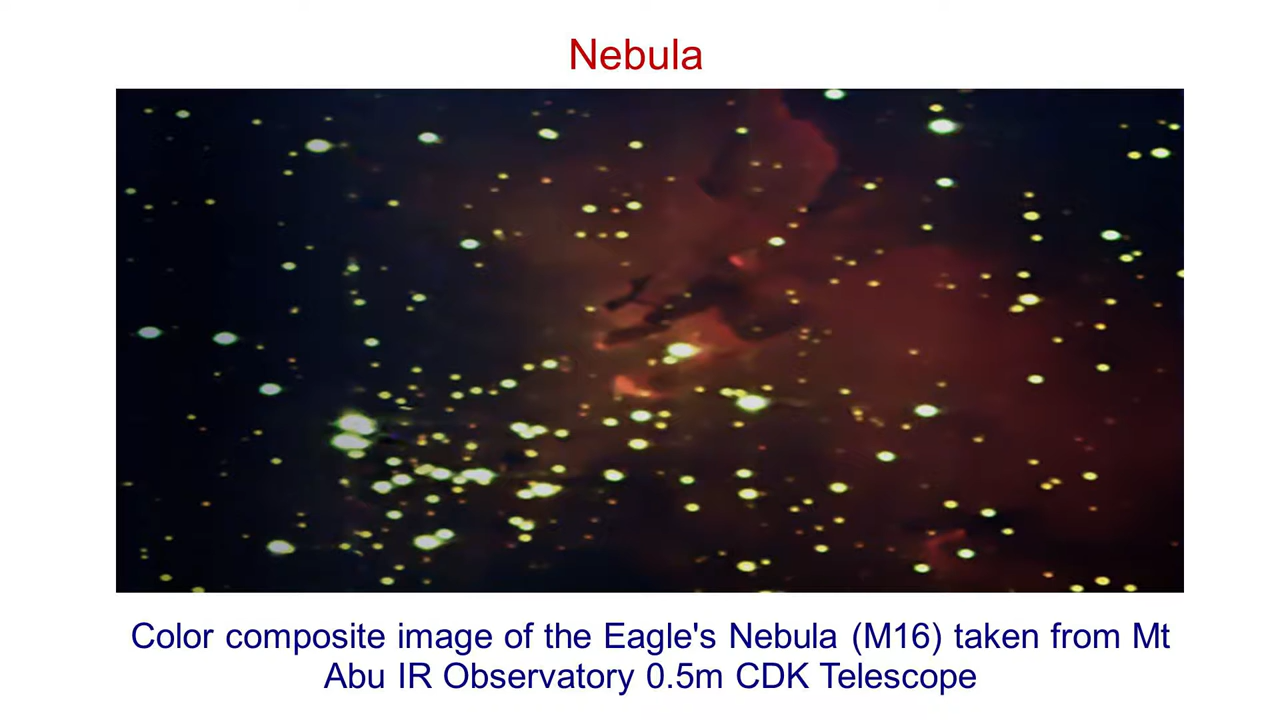 Nebula
Color composite image of the Eagle's Nebula (M16) taken from Mt
Abu IR Observatory 0.5m CDK Telescope